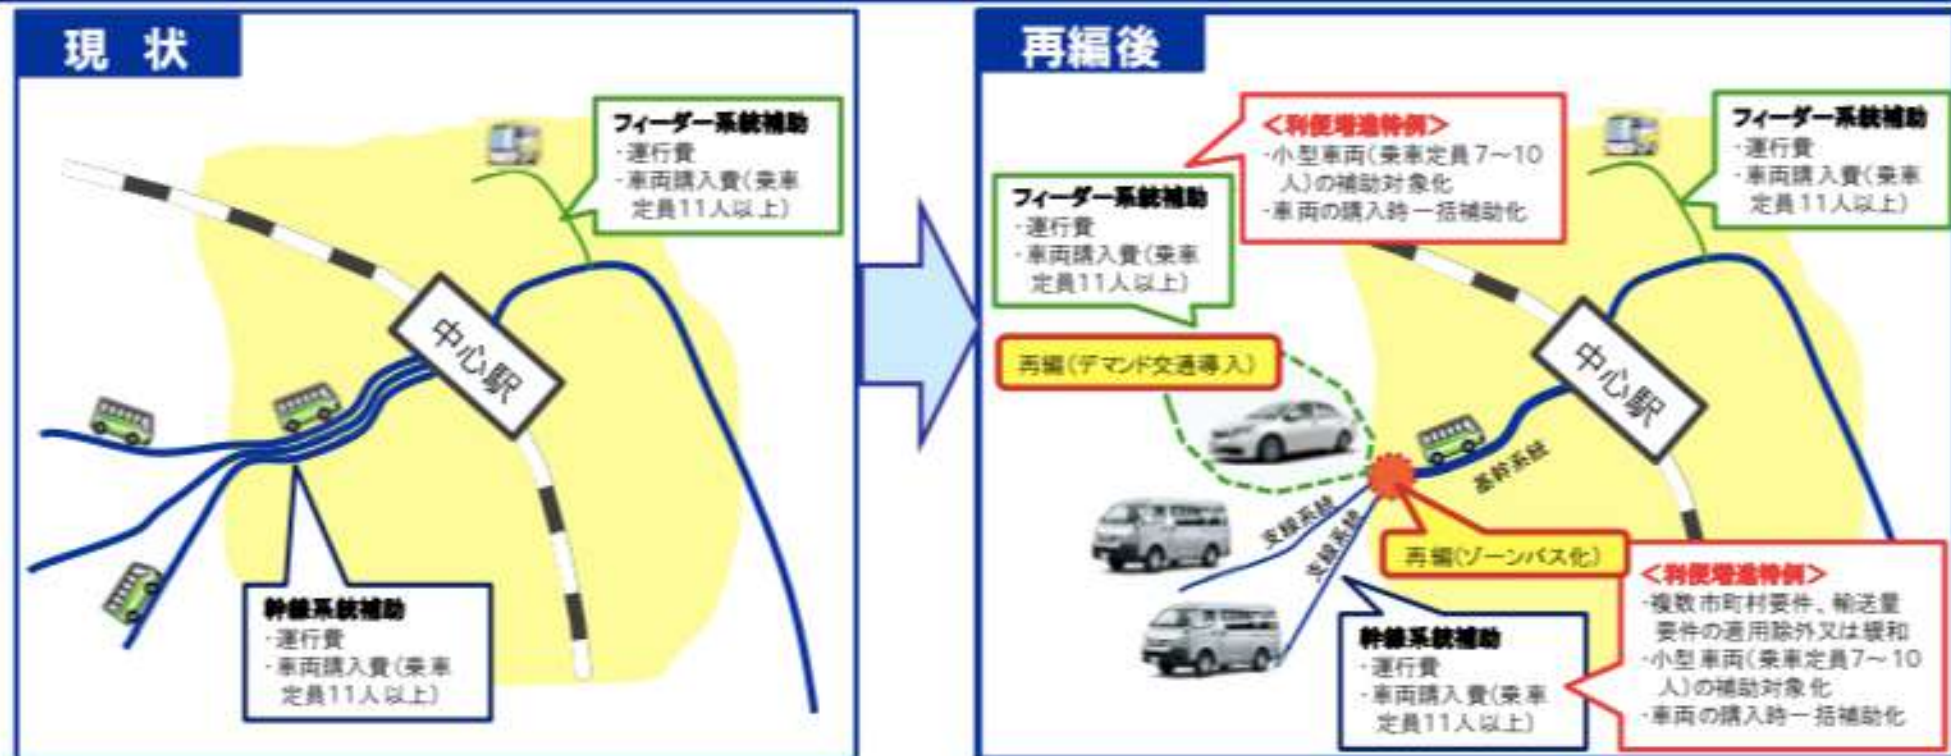 現 状
フィーダー系統補助
・運行費
・車両購入費(乗車
定員11人以上)
中心駅
幹線系統補助
・運行費
・車両購入費(乗車
定員11人以上)
再編後
<利便増進特例>
・小型車両(乗車定員7~10
人)の補助対象化
・車両の購入時一括補助化
フィーダー系統補助
・運行費
・車両購入費(乗車
定員11人以上)
フィーダー系統補助
・運行費
・車両購入費(乗車
定員11人以上)
再編(デマンド交通導入)
中心駅
基幹系統
支線系統
支線系統
再編(ゾーンバス化)
幹線系統補助
・運行費
・車両購入費(乗車
定員11人以上)
<利便増進特例>
・複数市町村要件、輸送量
要件の適用除外又は緩和
・小型車両(乗車定員7~10
人)の補助対象化
・車両の購入時一括補助化